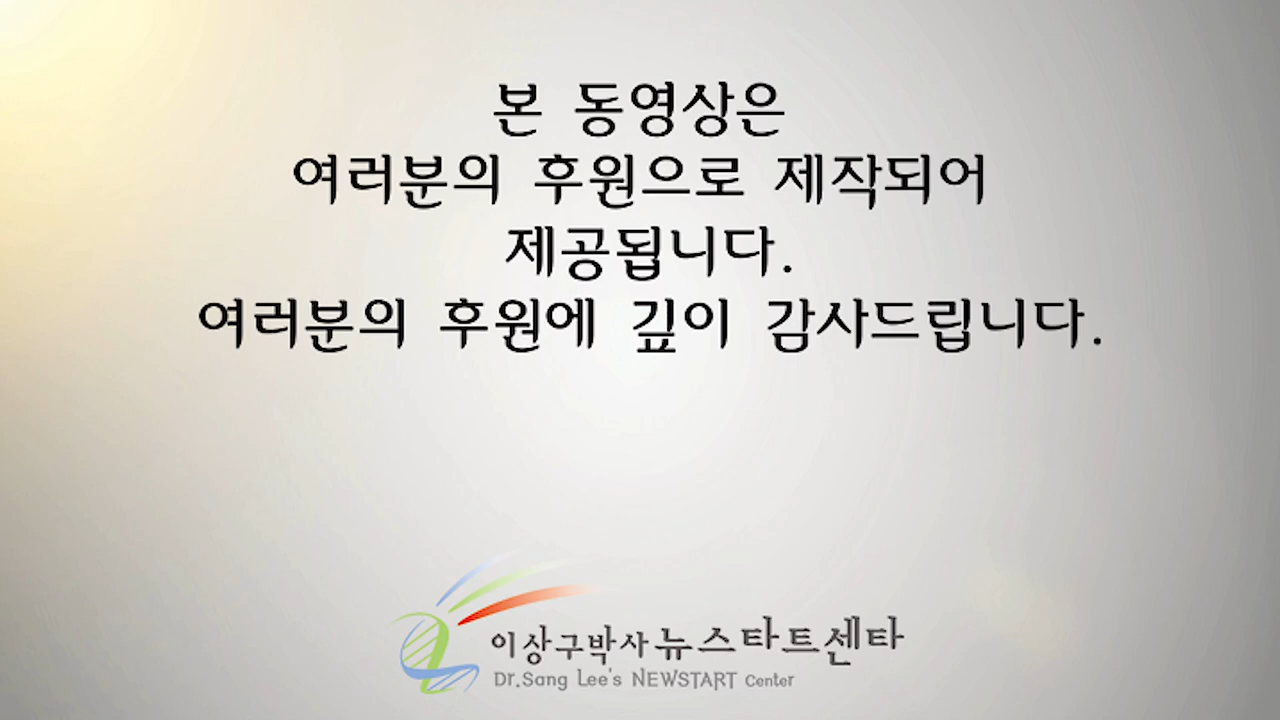 본 동영상은
여러분의 후원으로 제작되어
제공됩니다.
여러분의 후원에 깊이 감사드립니다.
이상구박사뉴스타트센타
Dr.Sang Lee's NEWSTART Center